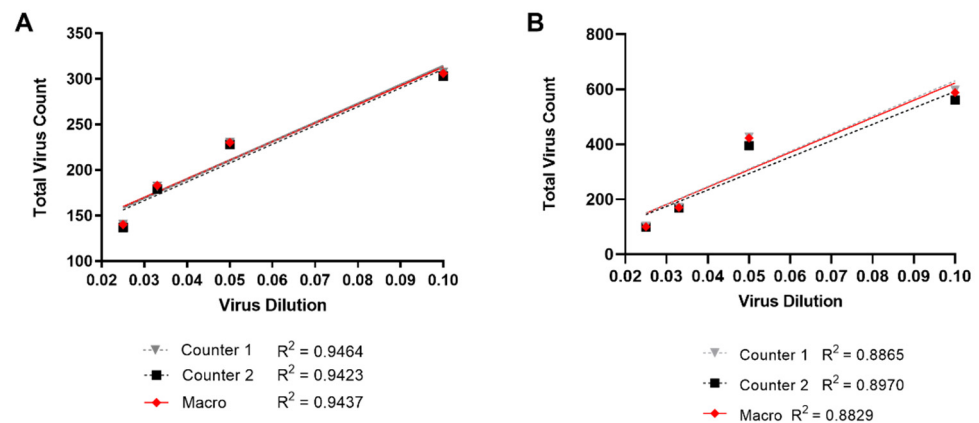 A
350
300
250
200
150
100
Total Virus Count
0.02 0.03 0.04 0.05 0.06 0.07 0.08 0.09 0.10
Virus Dilution
Counter 1 R² = 0.9464
Counter 2 R² = 0.9423
Macro R² = 0.9437
B
800
600
400
200
0
Total Virus Count
0.02 0.03 0.04 0.05 0.06 0.07 0.08 0.09 0.10
Virus Dilution
Counter 1 R² = 0.8865
Counter 2 R² = 0.8970
Macro R² = 0.8829